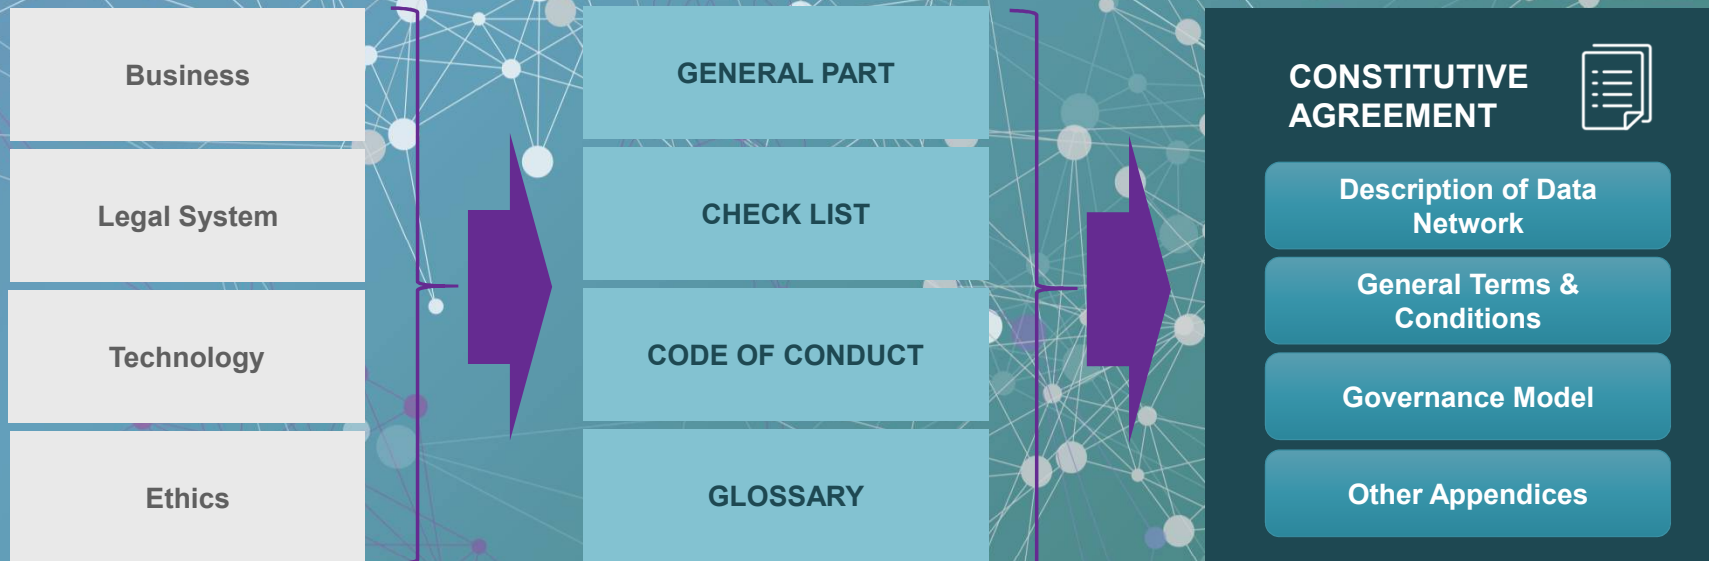 Business
Legal System
Technology
Ethics
GENERAL PART
CHECK LIST
CODE OF CONDUCT
GLOSSARY
CONSTITUTIVE
AGREEMENT
Description of Data
Network
General Terms &
Conditions
Governance Model
Other Appendices